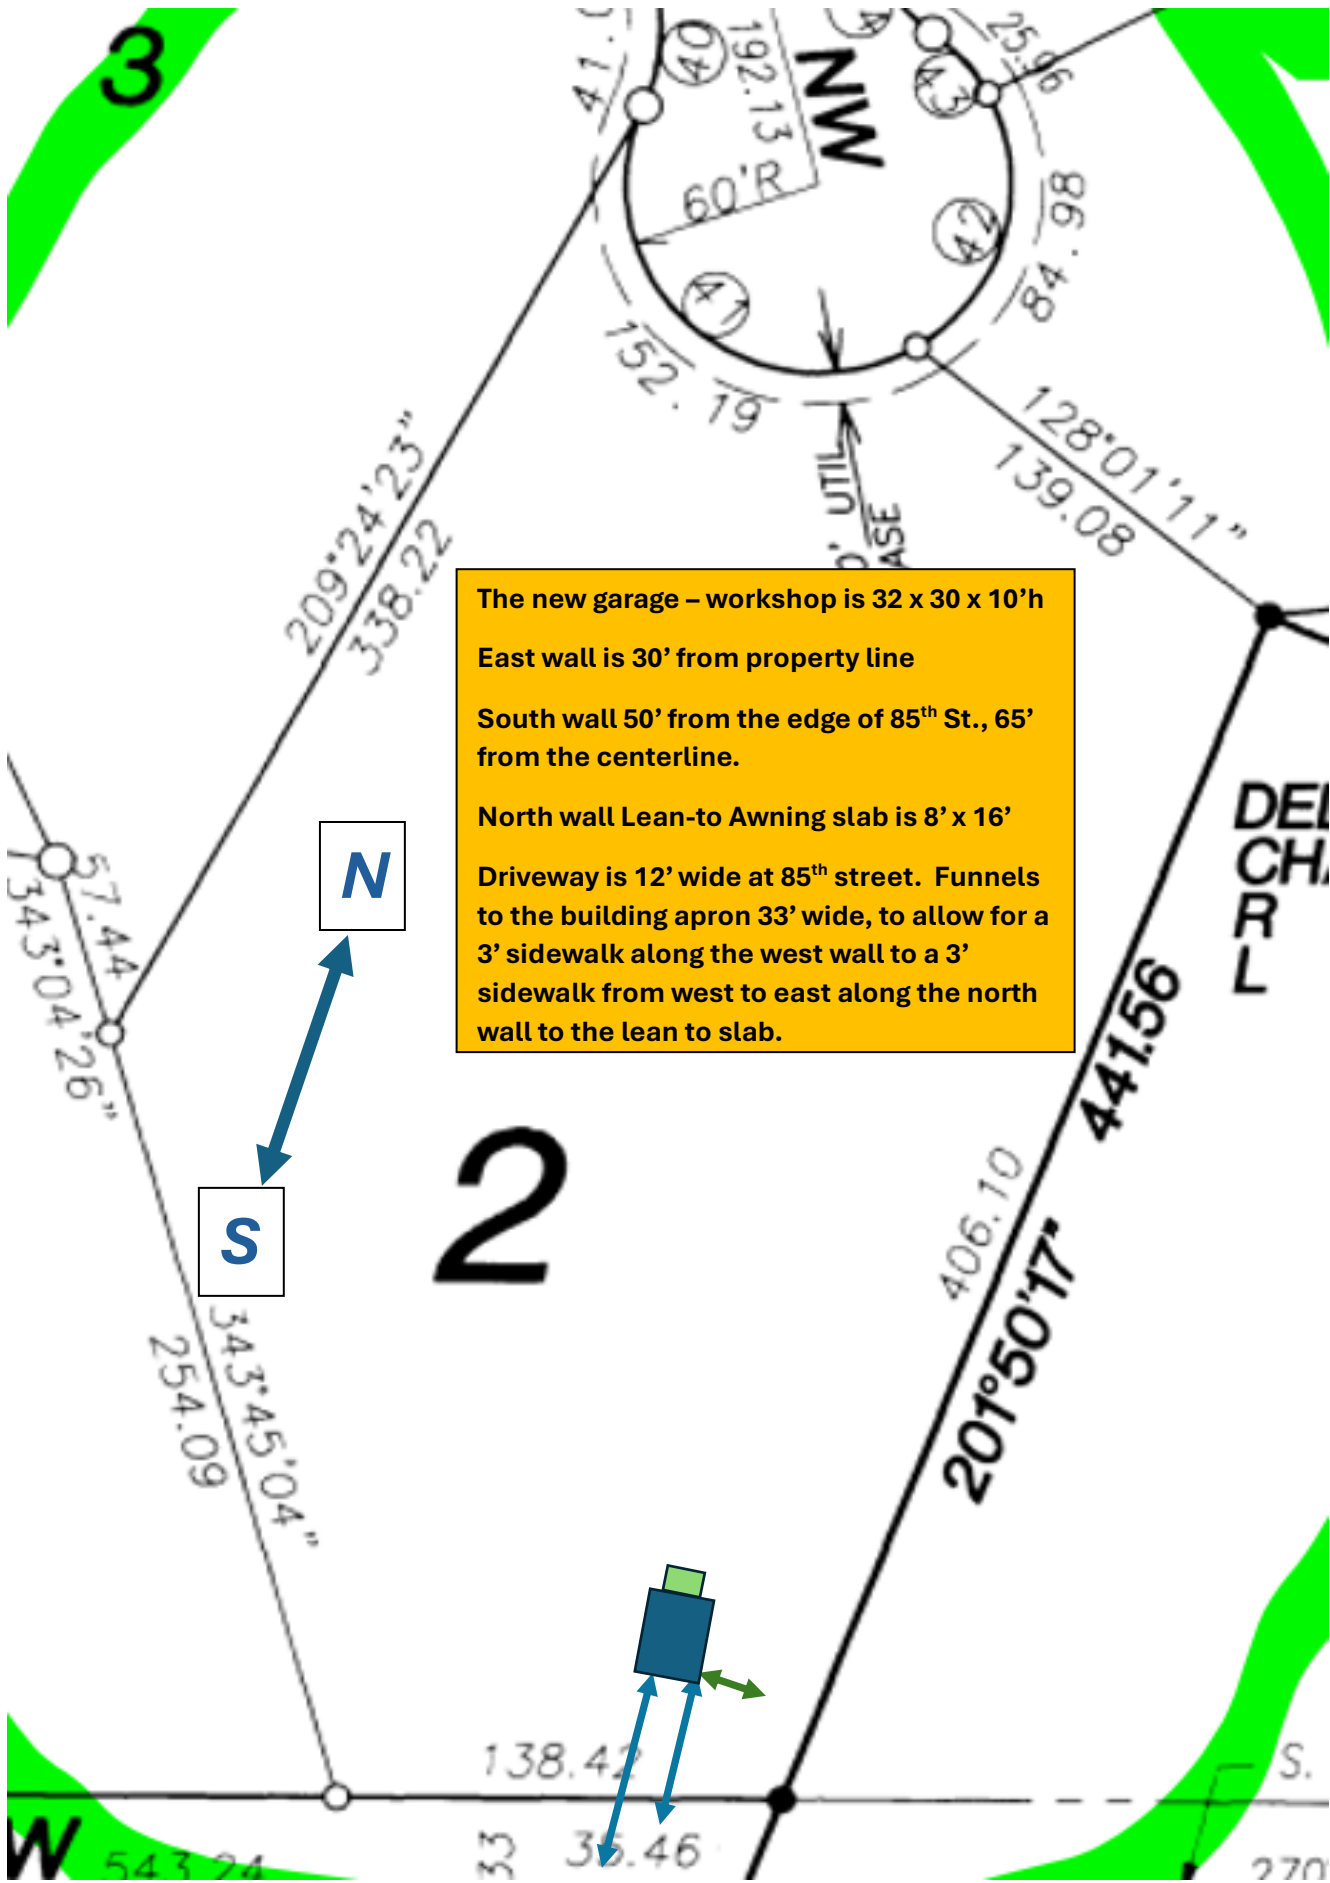 3
41.
40
192.13
NW
43
25.96
60'R
42
84.98
41
152.19
UTIL
ASE
128°01'11"
139.08
209°24'23"
338.22
The new garage – workshop is 32 x 30 x 10'h
East wall is 30' from property line
South wall 50' from the edge of 85th St., 65'
from the centerline.
North wall Lean-to Awning slab is 8' x 16'
Driveway is 12' wide at 85th street. Funnels
to the building apron 33' wide, to allow for a
3' sidewalk along the west wall to a 3'
sidewalk from west to east along the north
wall to the lean to slab.
N
57.44
343°04'26"
R
L
441.56
2
S
406.10
201°50'17"
343°45'04"
254.09
138.42
S.
W
543.24
33
35.46
270